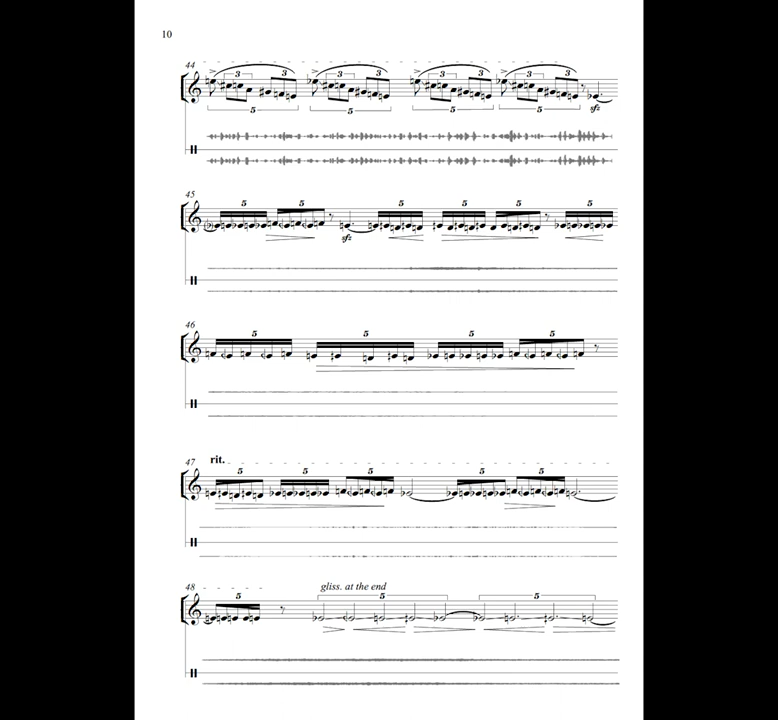 10
44
3 3 3 3 3 3 3 3
5 5 5 5
sfz
45
5 5 5 5 5 5
sfz
46
5 5 5 5
47
rit.
5 5 5 5 5
48
5
gliss. at the end
5 5